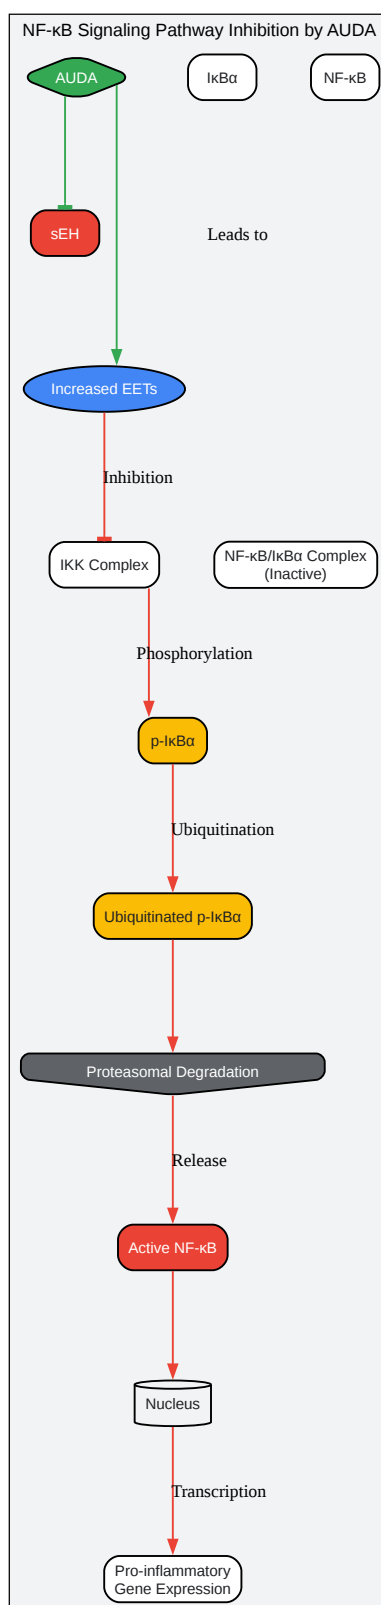 NF-κB Signaling Pathway Inhibition by AUDA
AUDA
IκBα
NF-κB
sEH
Leads to
Increased EETs
Inhibition
IKK Complex
NF-κB/IκBα Complex
(Inactive)
Phosphorylation
p-IκBα
Ubiquitination
Ubiquitinated p-IκBα
Proteasomal Degradation
Release
Active NF-κB
Nucleus
Transcription
Pro-inflammatory
Gene Expression